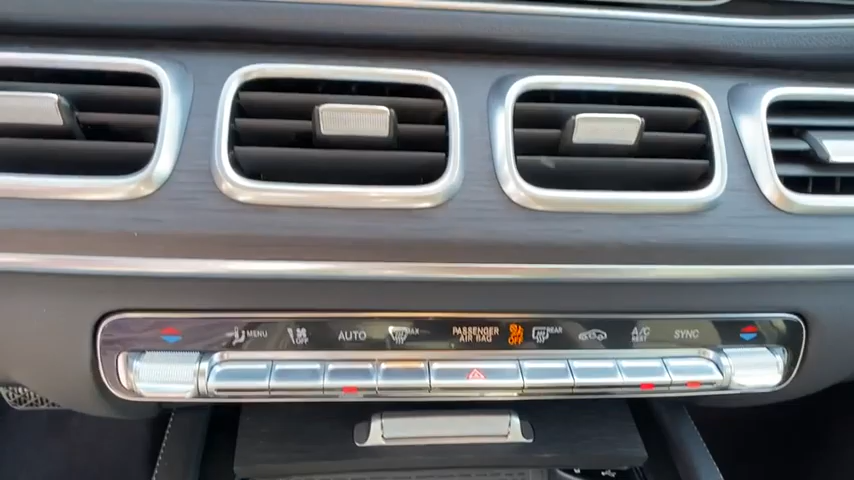 MENU
OFF
AUTO
MAX
PASSENGER
AIR BAG
OFF
REAR
A/C
REST
SYNC